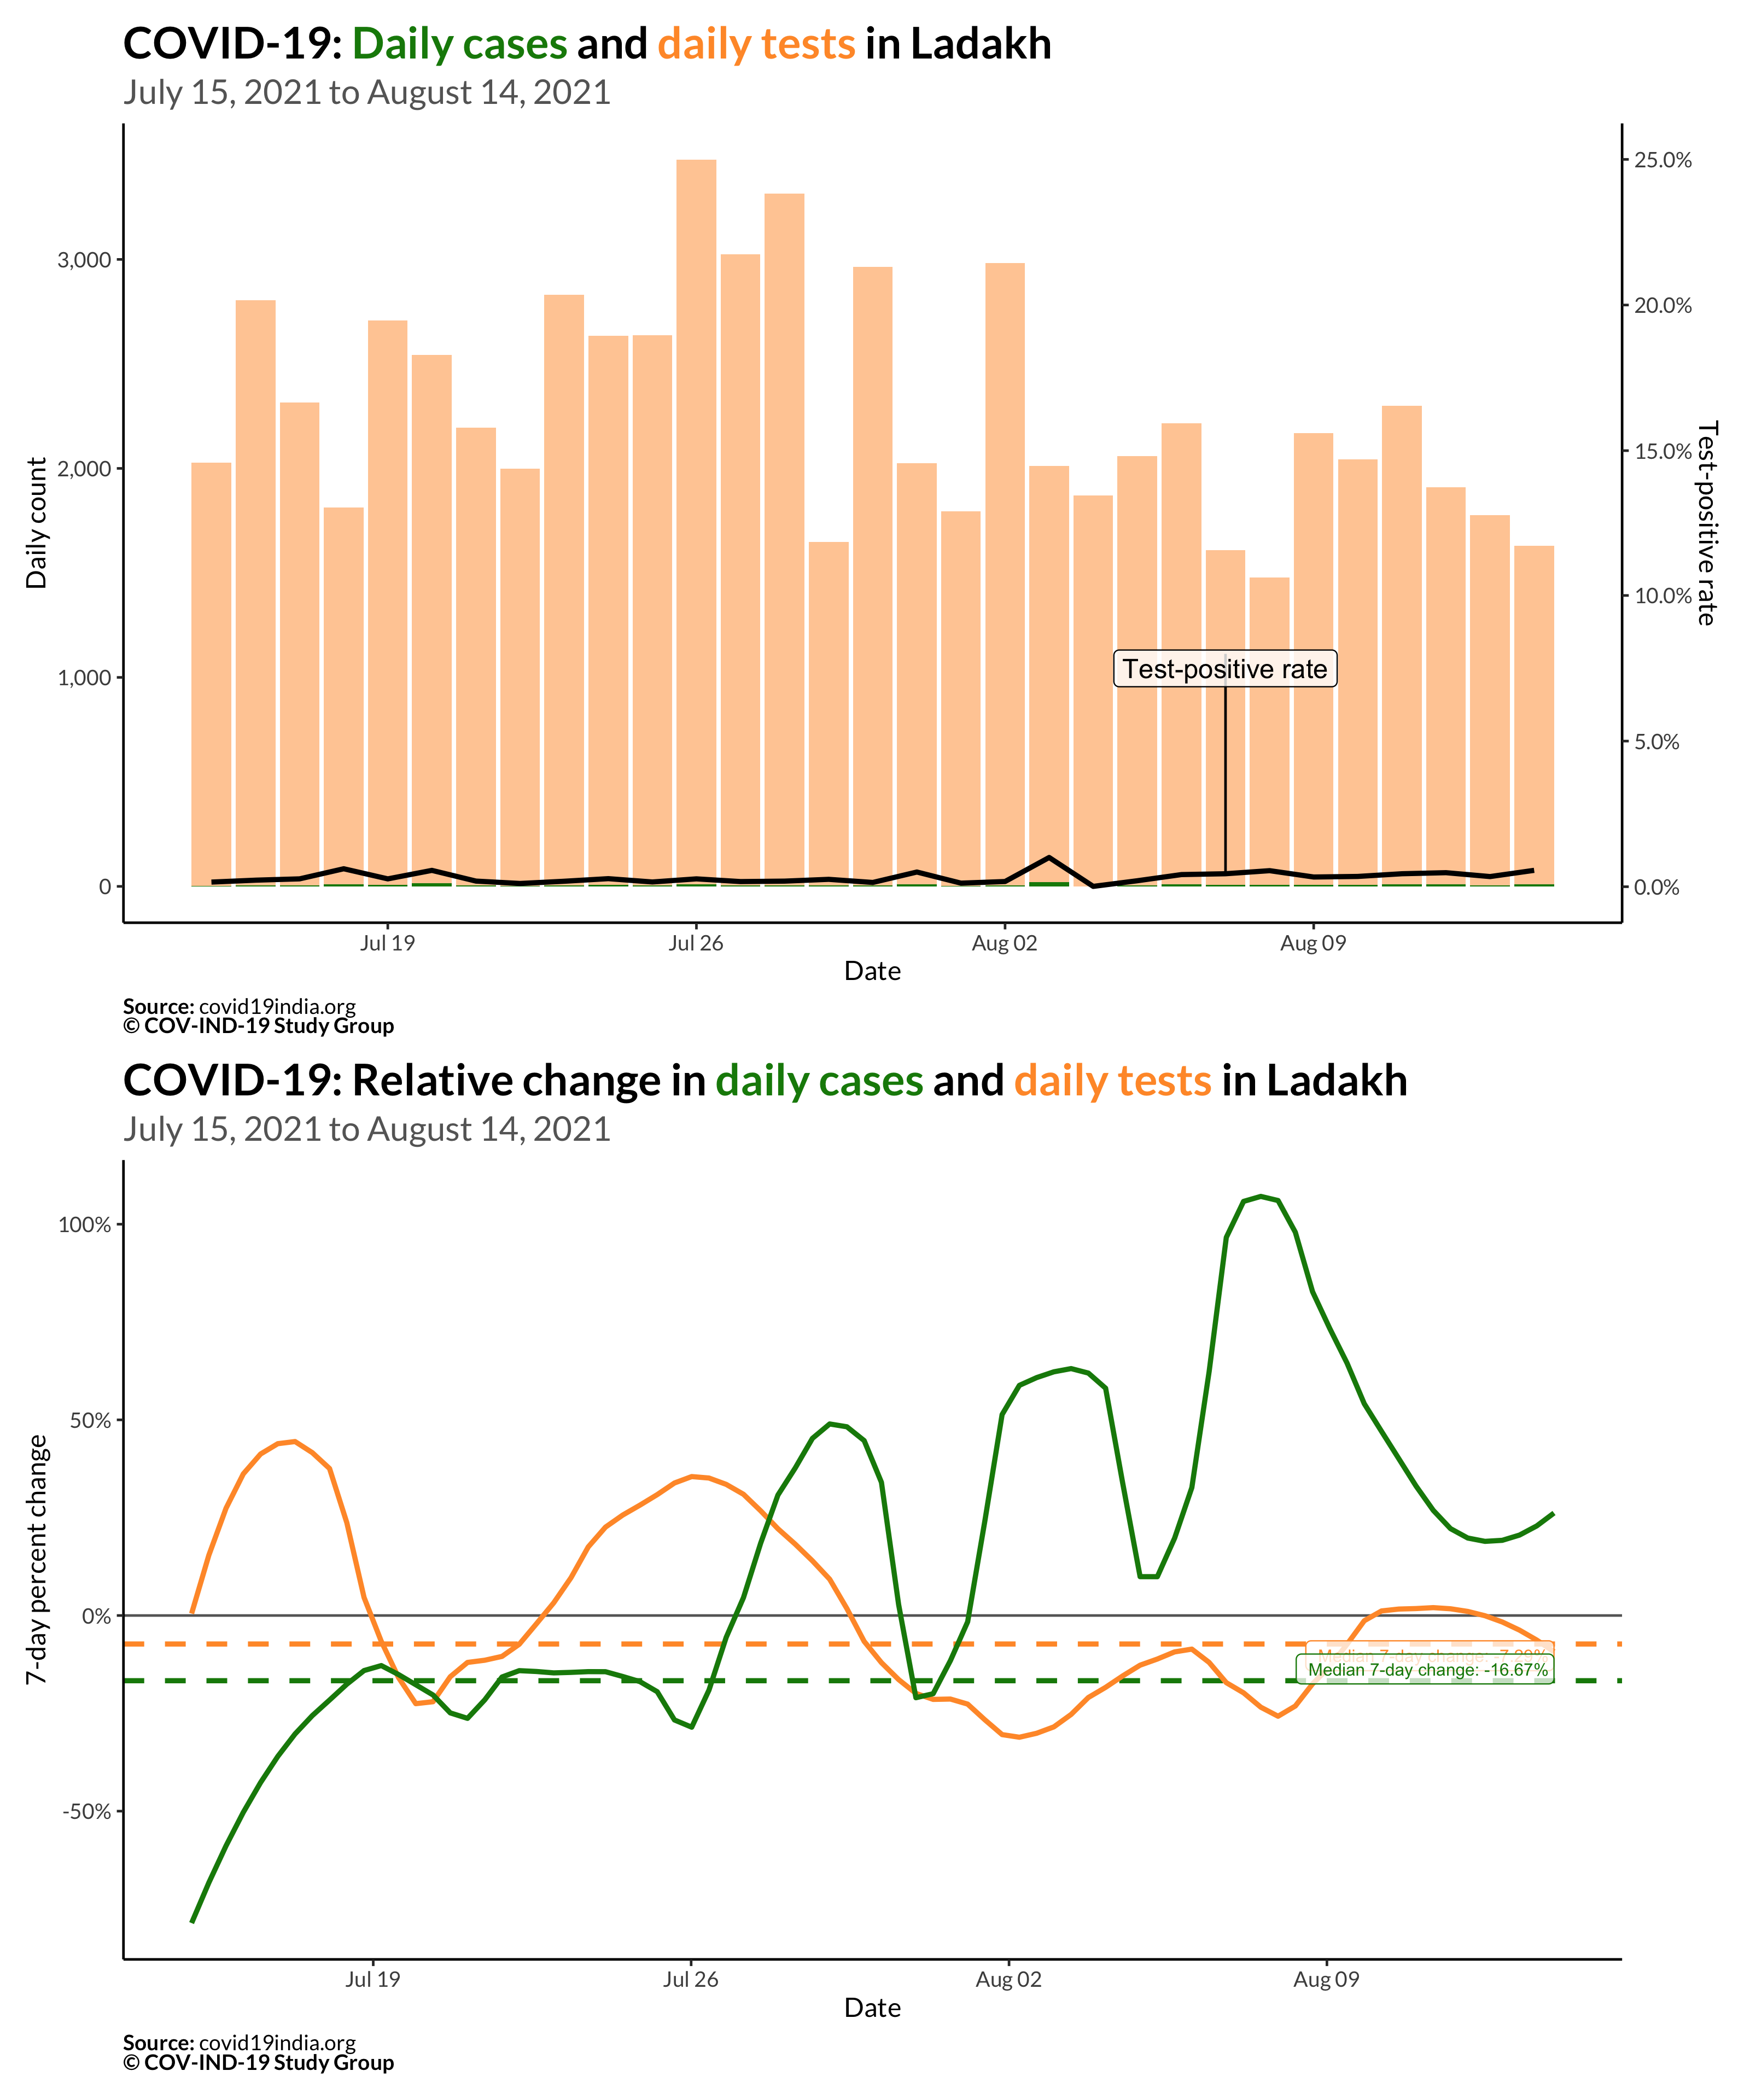 COVID-19: Daily cases and daily tests in Ladakh
July 15, 2021 to August 14, 2021
Daily count
3,000
2,000
1,000
0
25.0%
20.0%
15.0%
10.0%
5.0%
0.0%
Test-positive rate
Test-positive rate
Jul 19
Jul 26
Aug 02
Aug 09
Date
Source: covid19india.org
© COV-IND-19 Study Group
COVID-19: Relative change in daily cases and daily tests in Ladakh
July 15, 2021 to August 14, 2021
7-day percent change
100%
50%
0%
-50%
Median 7-day change:
Median 7-day change: -16.67%
Jul 19
Jul 26
Aug 02
Aug 09
Date
Source: covid19india.org
© COV-IND-19 Study Group